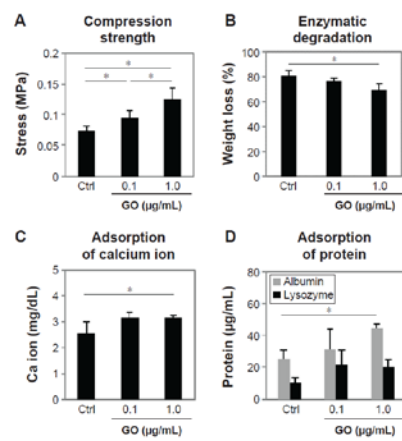 A
Compression
strength
Stress (MPa)
0.2
0.15
0.1
0.05
0
*
*
*
Ctrl
0.1
1.0
GO (µg/mL)
B
Enzymatic
degradation
Weight loss (%)
100
80
60
40
20
0
*
Ctrl
0.1
1.0
GO (µg/mL)
C
Adsorption
of calcium ion
Ca ion (mg/dL)
5
4
3
2
1
0
*
Ctrl
0.1
1.0
GO (µg/mL)
D
Adsorption
of protein
Protein (µg/mL)
80
60
40
20
0
Albumin
Lysozyme
*
Ctrl
0.1
1.0
GO (µg/mL)